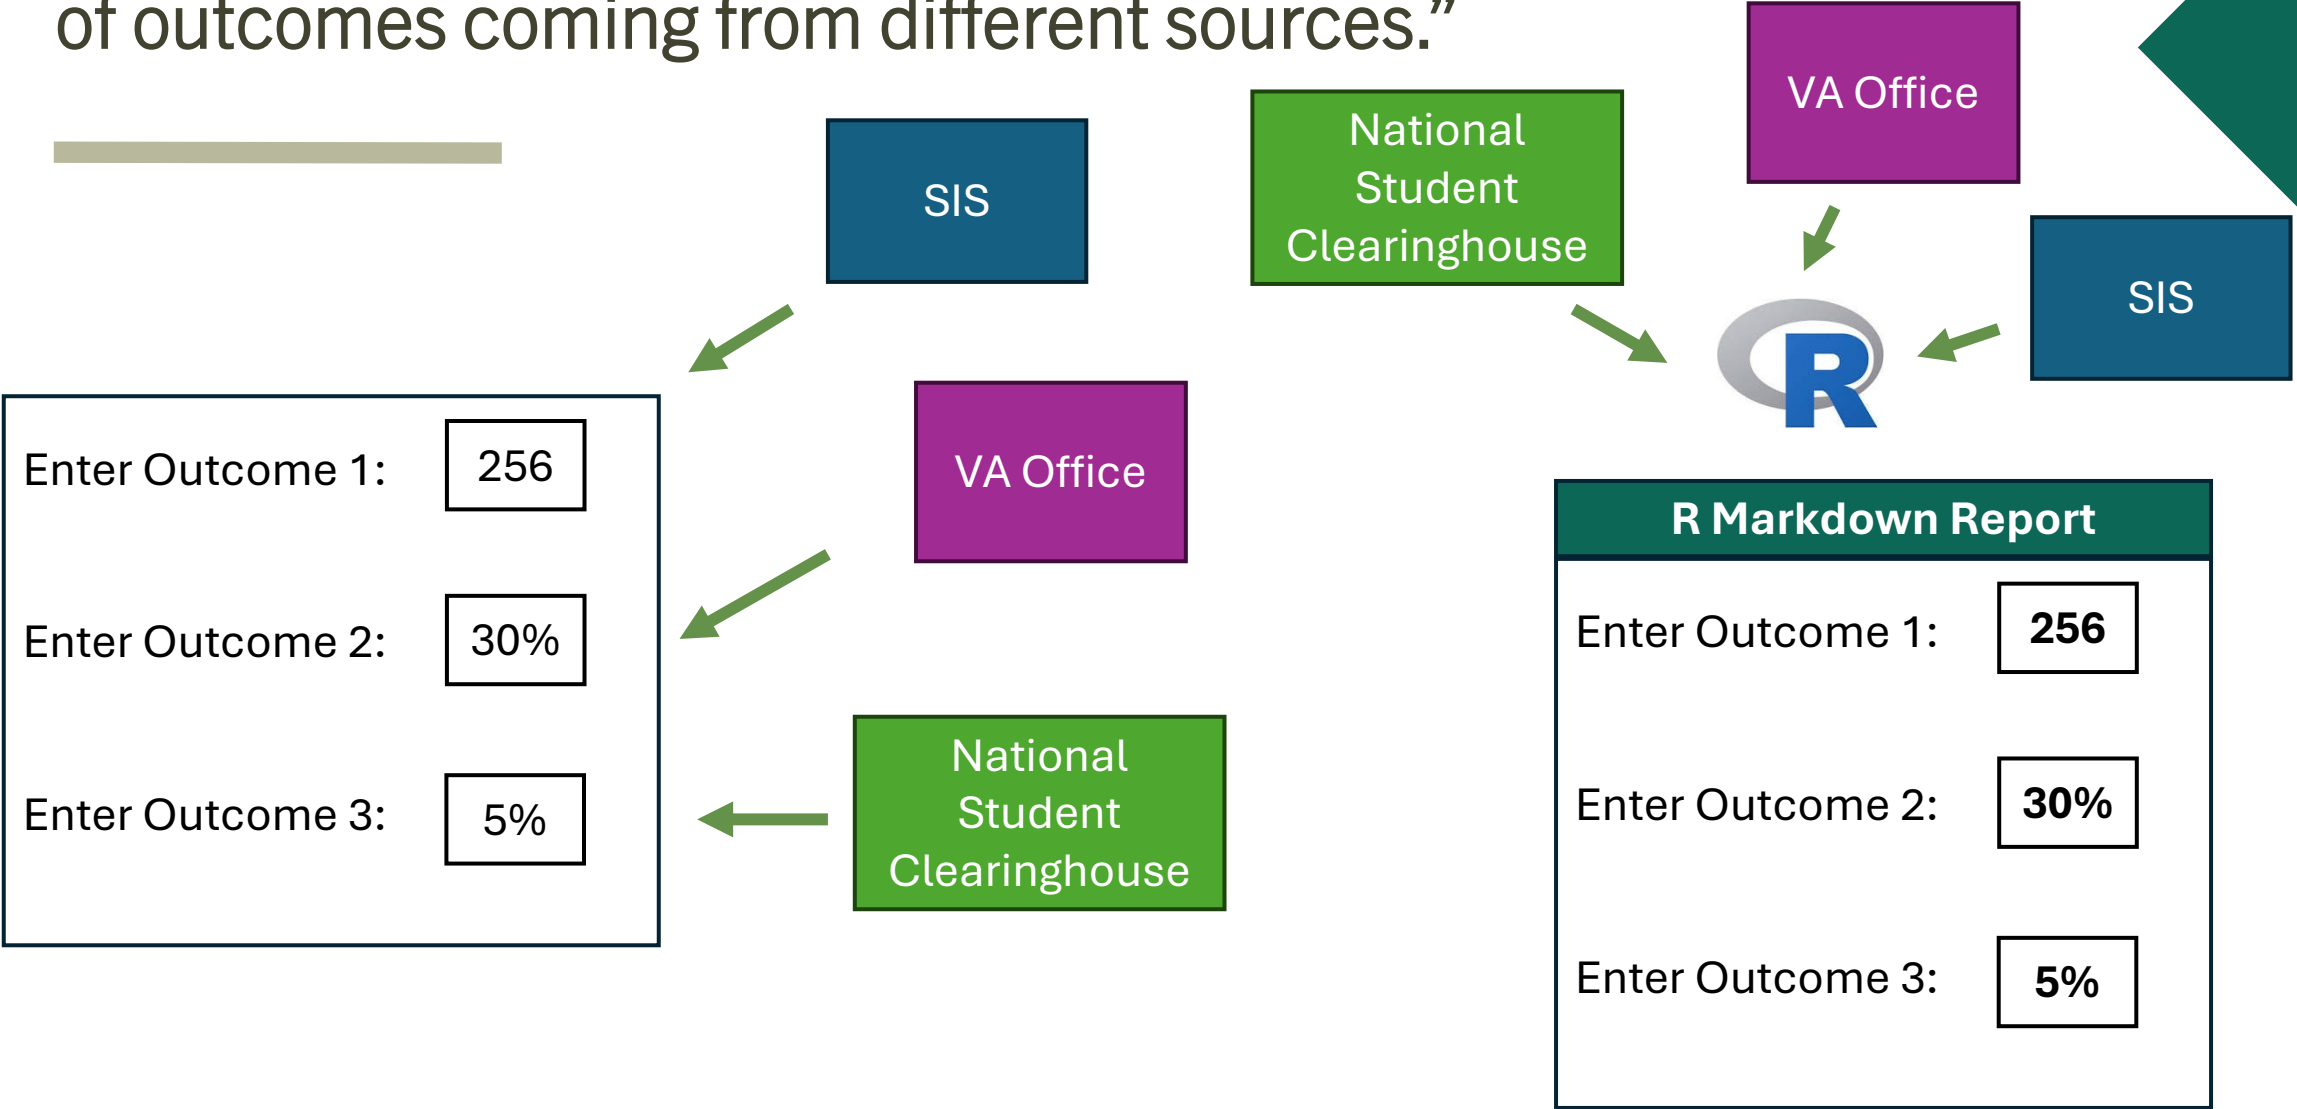 of outcomes coming from different sources.”
SIS
Enter Outcome 1: 256
VA Office
Enter Outcome 2: 30%
National
Student
Clearinghouse
Enter Outcome 3: 5%
National
Student
Clearinghouse
VA Office
SIS
R
R Markdown Report
Enter Outcome 1: 256
Enter Outcome 2: 30%
Enter Outcome 3: 5%